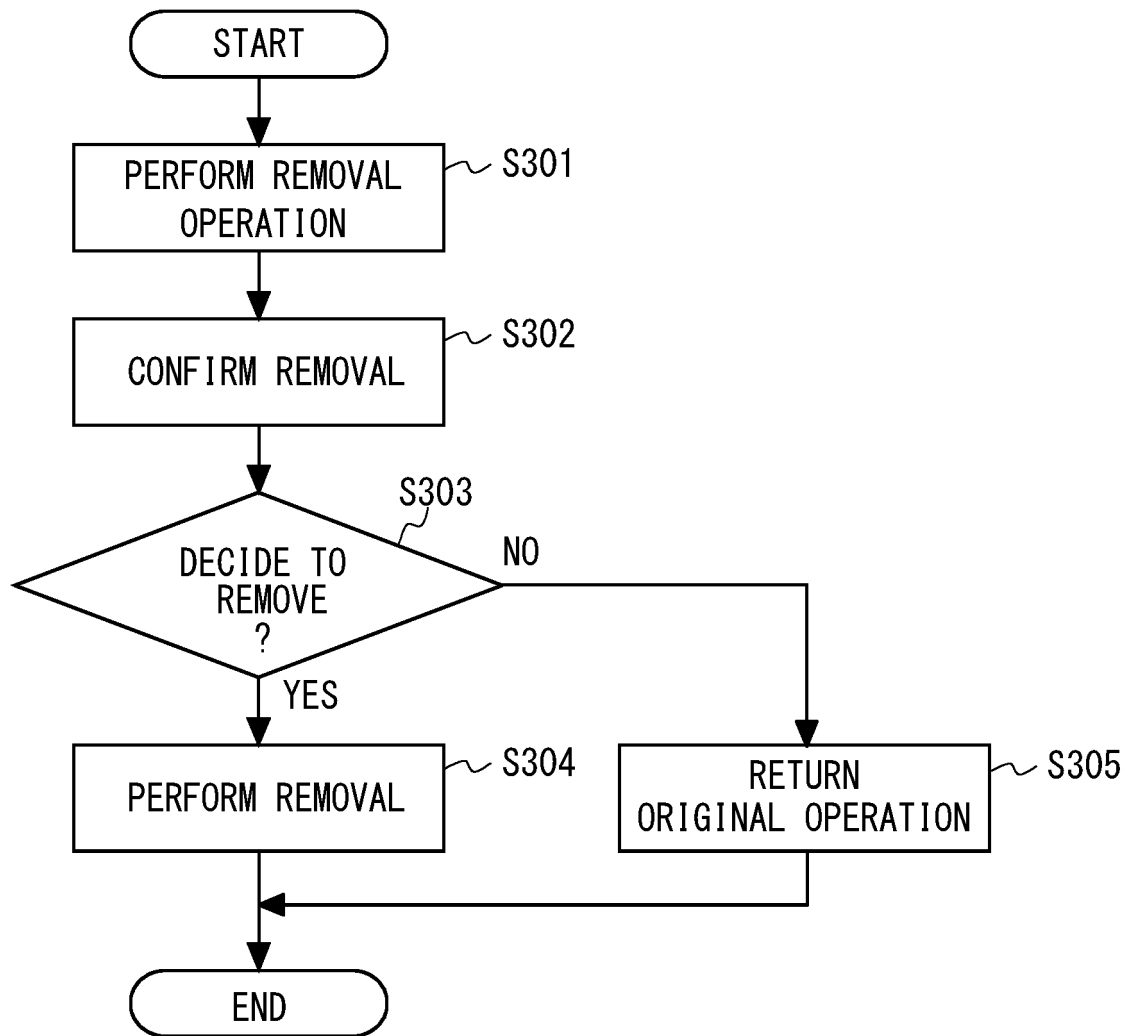 START
PERFORM REMOVAL
OPERATION
S301
CONFIRM REMOVAL
S302
S303
DECIDE TO
REMOVE
?
NO
YES
PERFORM REMOVAL
S304
RETURN
ORIGINAL OPERATION
S305
END